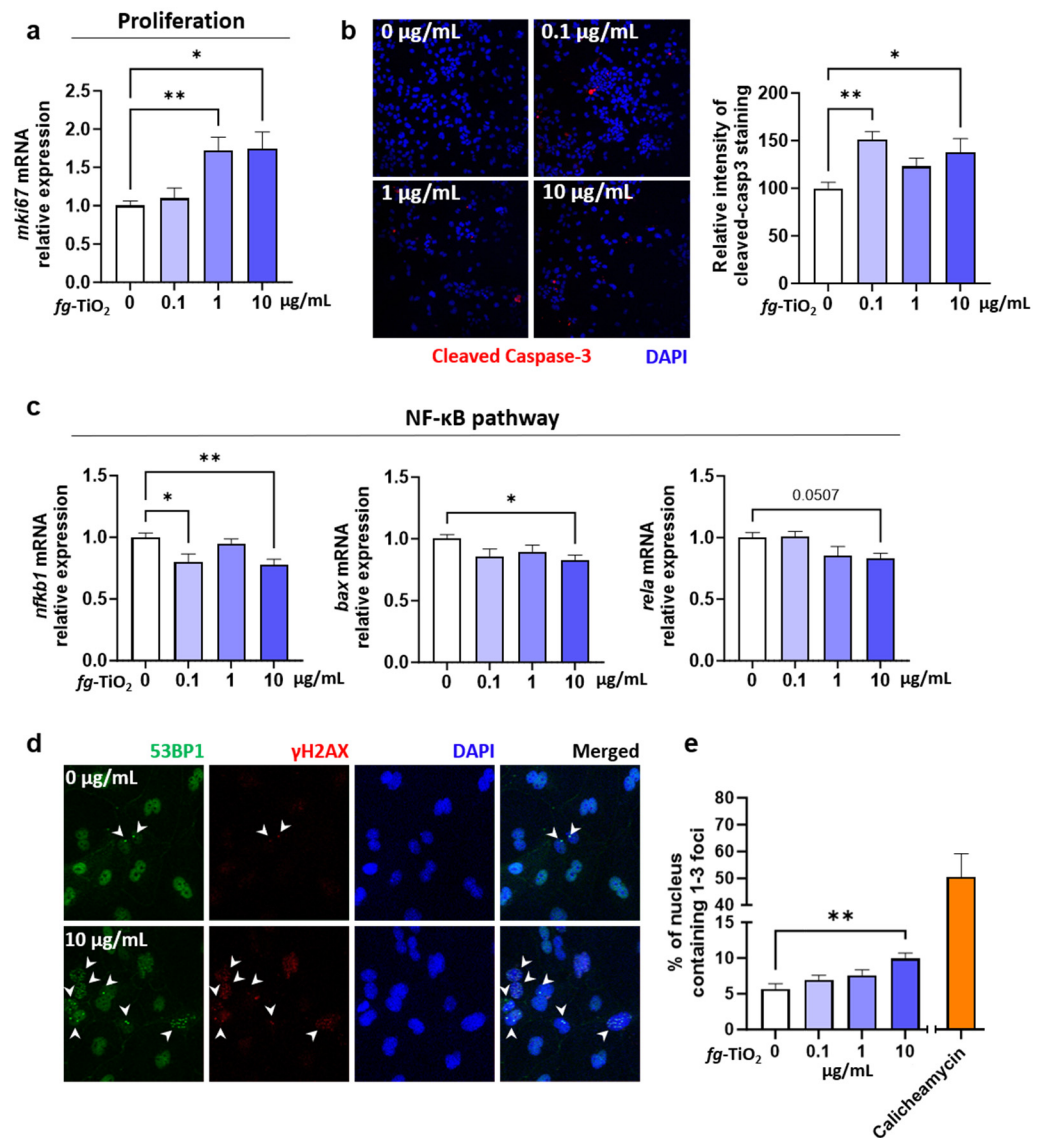 a
Proliferation
*
**
2.5
2.0
1.5
1.0
0.5
0.0
mki67 mRNA
relative expression
fg-TiO2 0 0.1 1 10 µg/mL
b
0 µg/mL 0.1 µg/mL
1 µg/mL 10 µg/mL
Cleaved Caspase-3 DAPI
*
**
200
150
100
50
0
Relative intensity of
cleaved-casp3 staining
fg-TiO2 0 0.1 1 10 µg/mL
c
NF-κB pathway
**
*
1.5
1.0
0.5
0.0
nfkb1 mRNA
relative expression
fg-TiO2 0 0.1 1 10 µg/mL
*
1.5
1.0
0.5
0.0
bax mRNA
relative expression
0 0.1 1 10 µg/mL
0.0507
1.5
1.0
0.5
0.0
rela mRNA
relative expression
0 0.1 1 10 µg/mL
d
53BP1 γH2AX DAPI Merged
0 µg/mL
10 µg/mL
e
**
80
70
60
50
40
15
10
5
0
% of nucleus
containing 1-3 foci
fg-TiO2 0 0.1 1 10
µg/mL
Calicheamycin